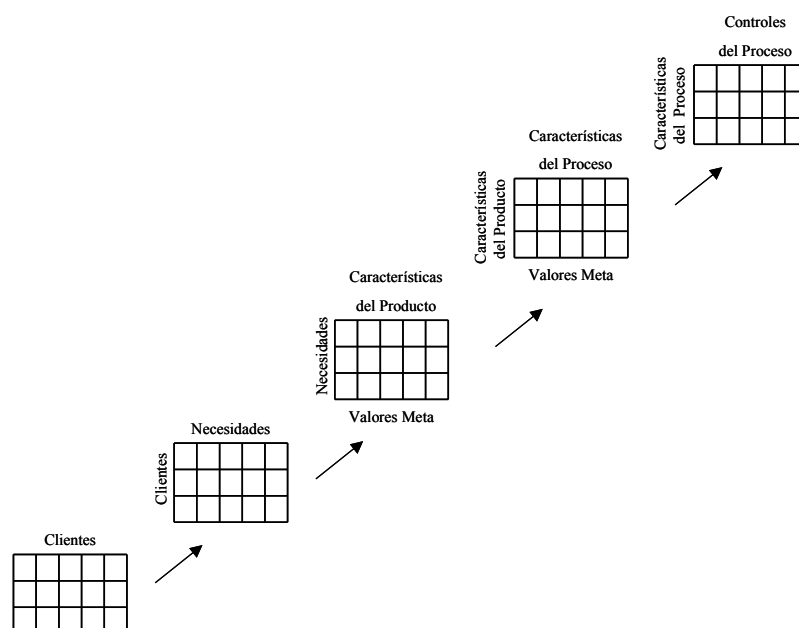 Controles
del Proceso
Características
del Proceso
Características
del Proceso
Características
del Producto
Valores Meta
Características
del Producto
Necesidades
Valores Meta
Necesidades
Clientes
Clientes